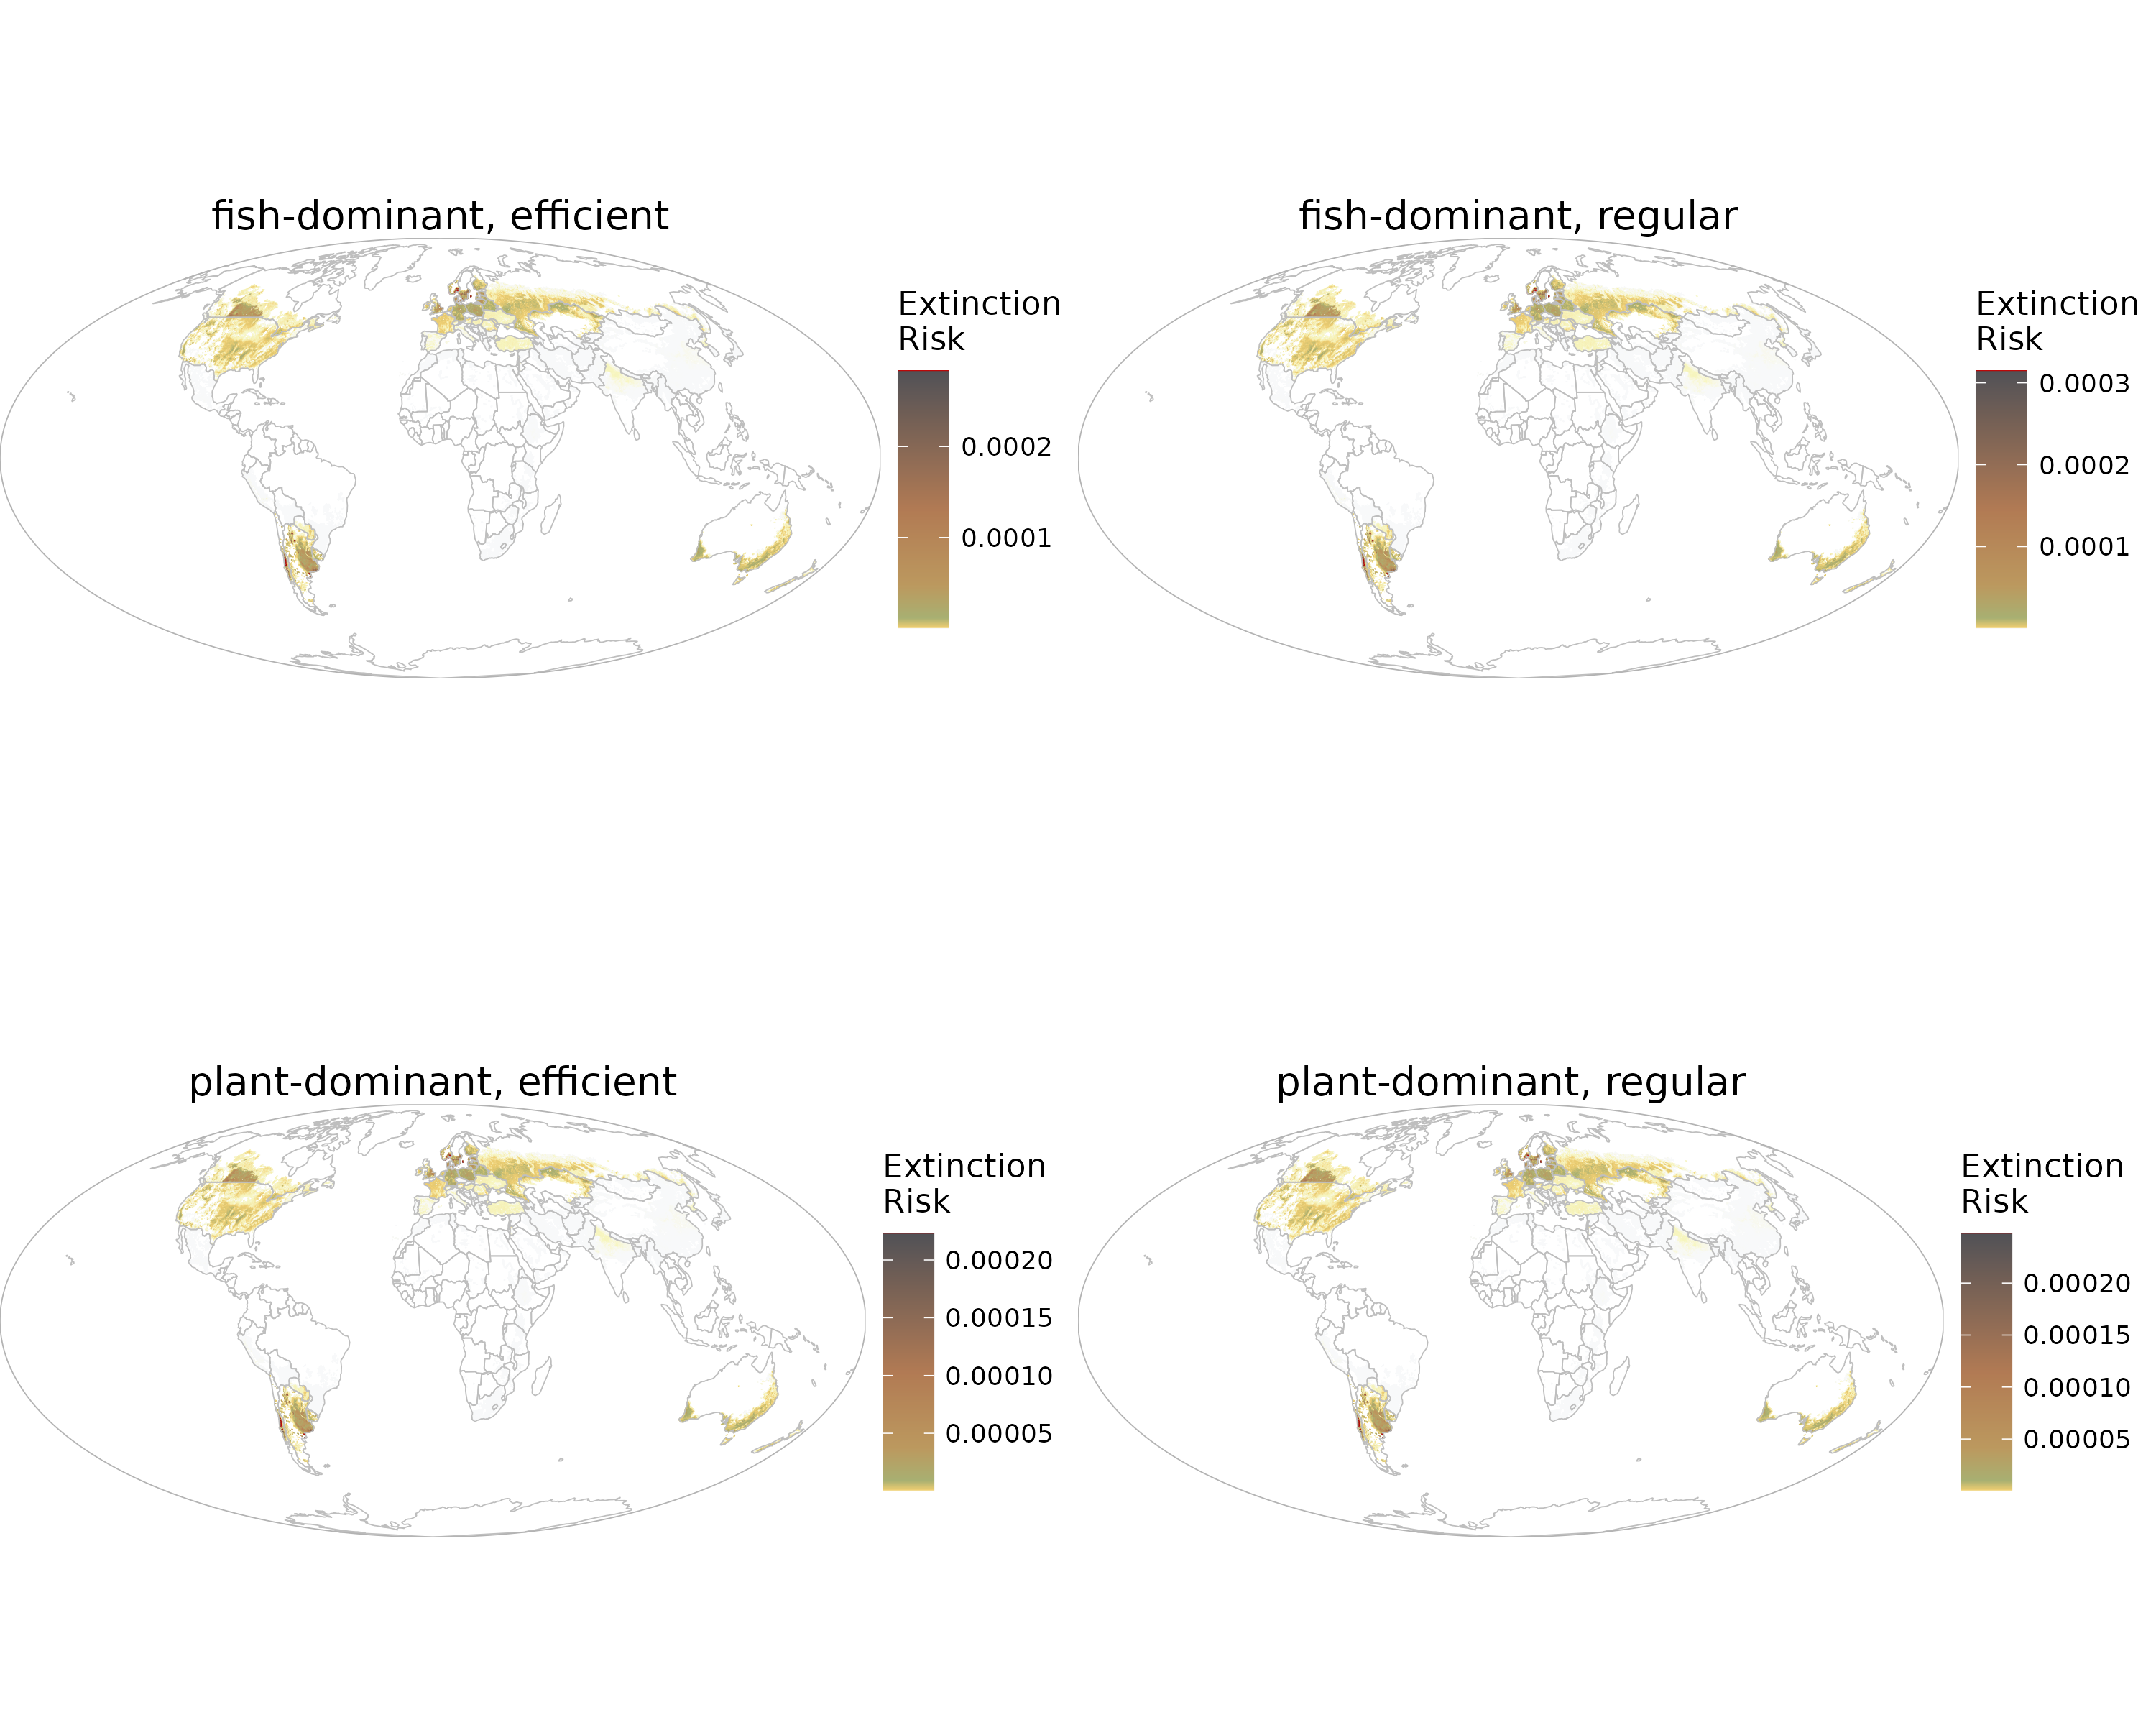 fish-dominant, efficient
Extinction
Risk
0.0002
0.0001
fish-dominant, regular
Extinction
Risk
0.0003
0.0002
0.0001
plant-dominant, efficient
Extinction
Risk
0.00020
0.00015
0.00010
0.00005
plant-dominant, regular
Extinction
Risk
0.00020
0.00015
0.00010
0.00005